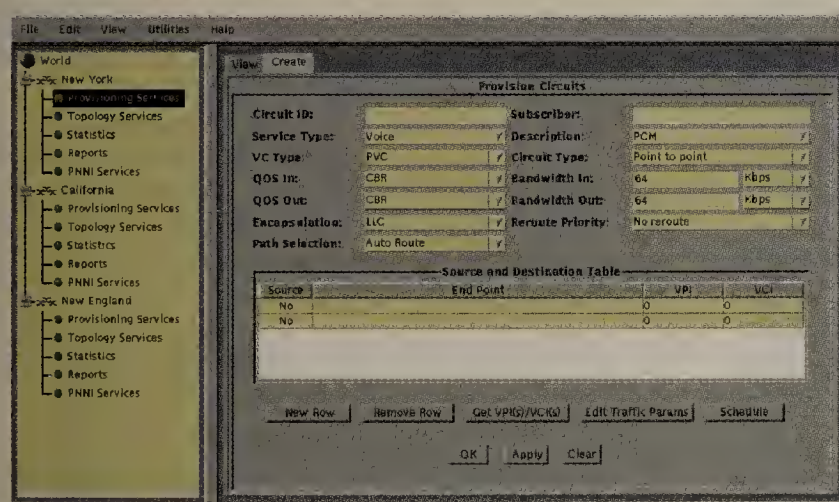 File Edit View Utilities Help
World
New York
Provisioning Services
Topology Services
Statistics
Reports
PNNI Services
California
Provisioning Services
Topology Services
Statistics
Reports
PNNI Services
New England
Provisioning Services
Topology Services
Statistics
Reports
PNNI Services
View Create
Provision Circuits
Circuit ID: Subscriber:
Service Type: Voice Description: PCM
VC Type: PVC Circuit Type: Point to point
QOS In: CBR Bandwidth In: 64 Kbps
QOS Out: CBR Bandwidth Out: 64 Kbps
Encapsulation: LLC Reroute Priority: No reroute
Path Selection: Auto Route
Source and Destination Table
Source End Point VPI VCI
No 0 0
No 0 0
New Row Remove Row Get VPI(s)/VCI(s) Edit Traffic Params Schedule
OK Apply Clear